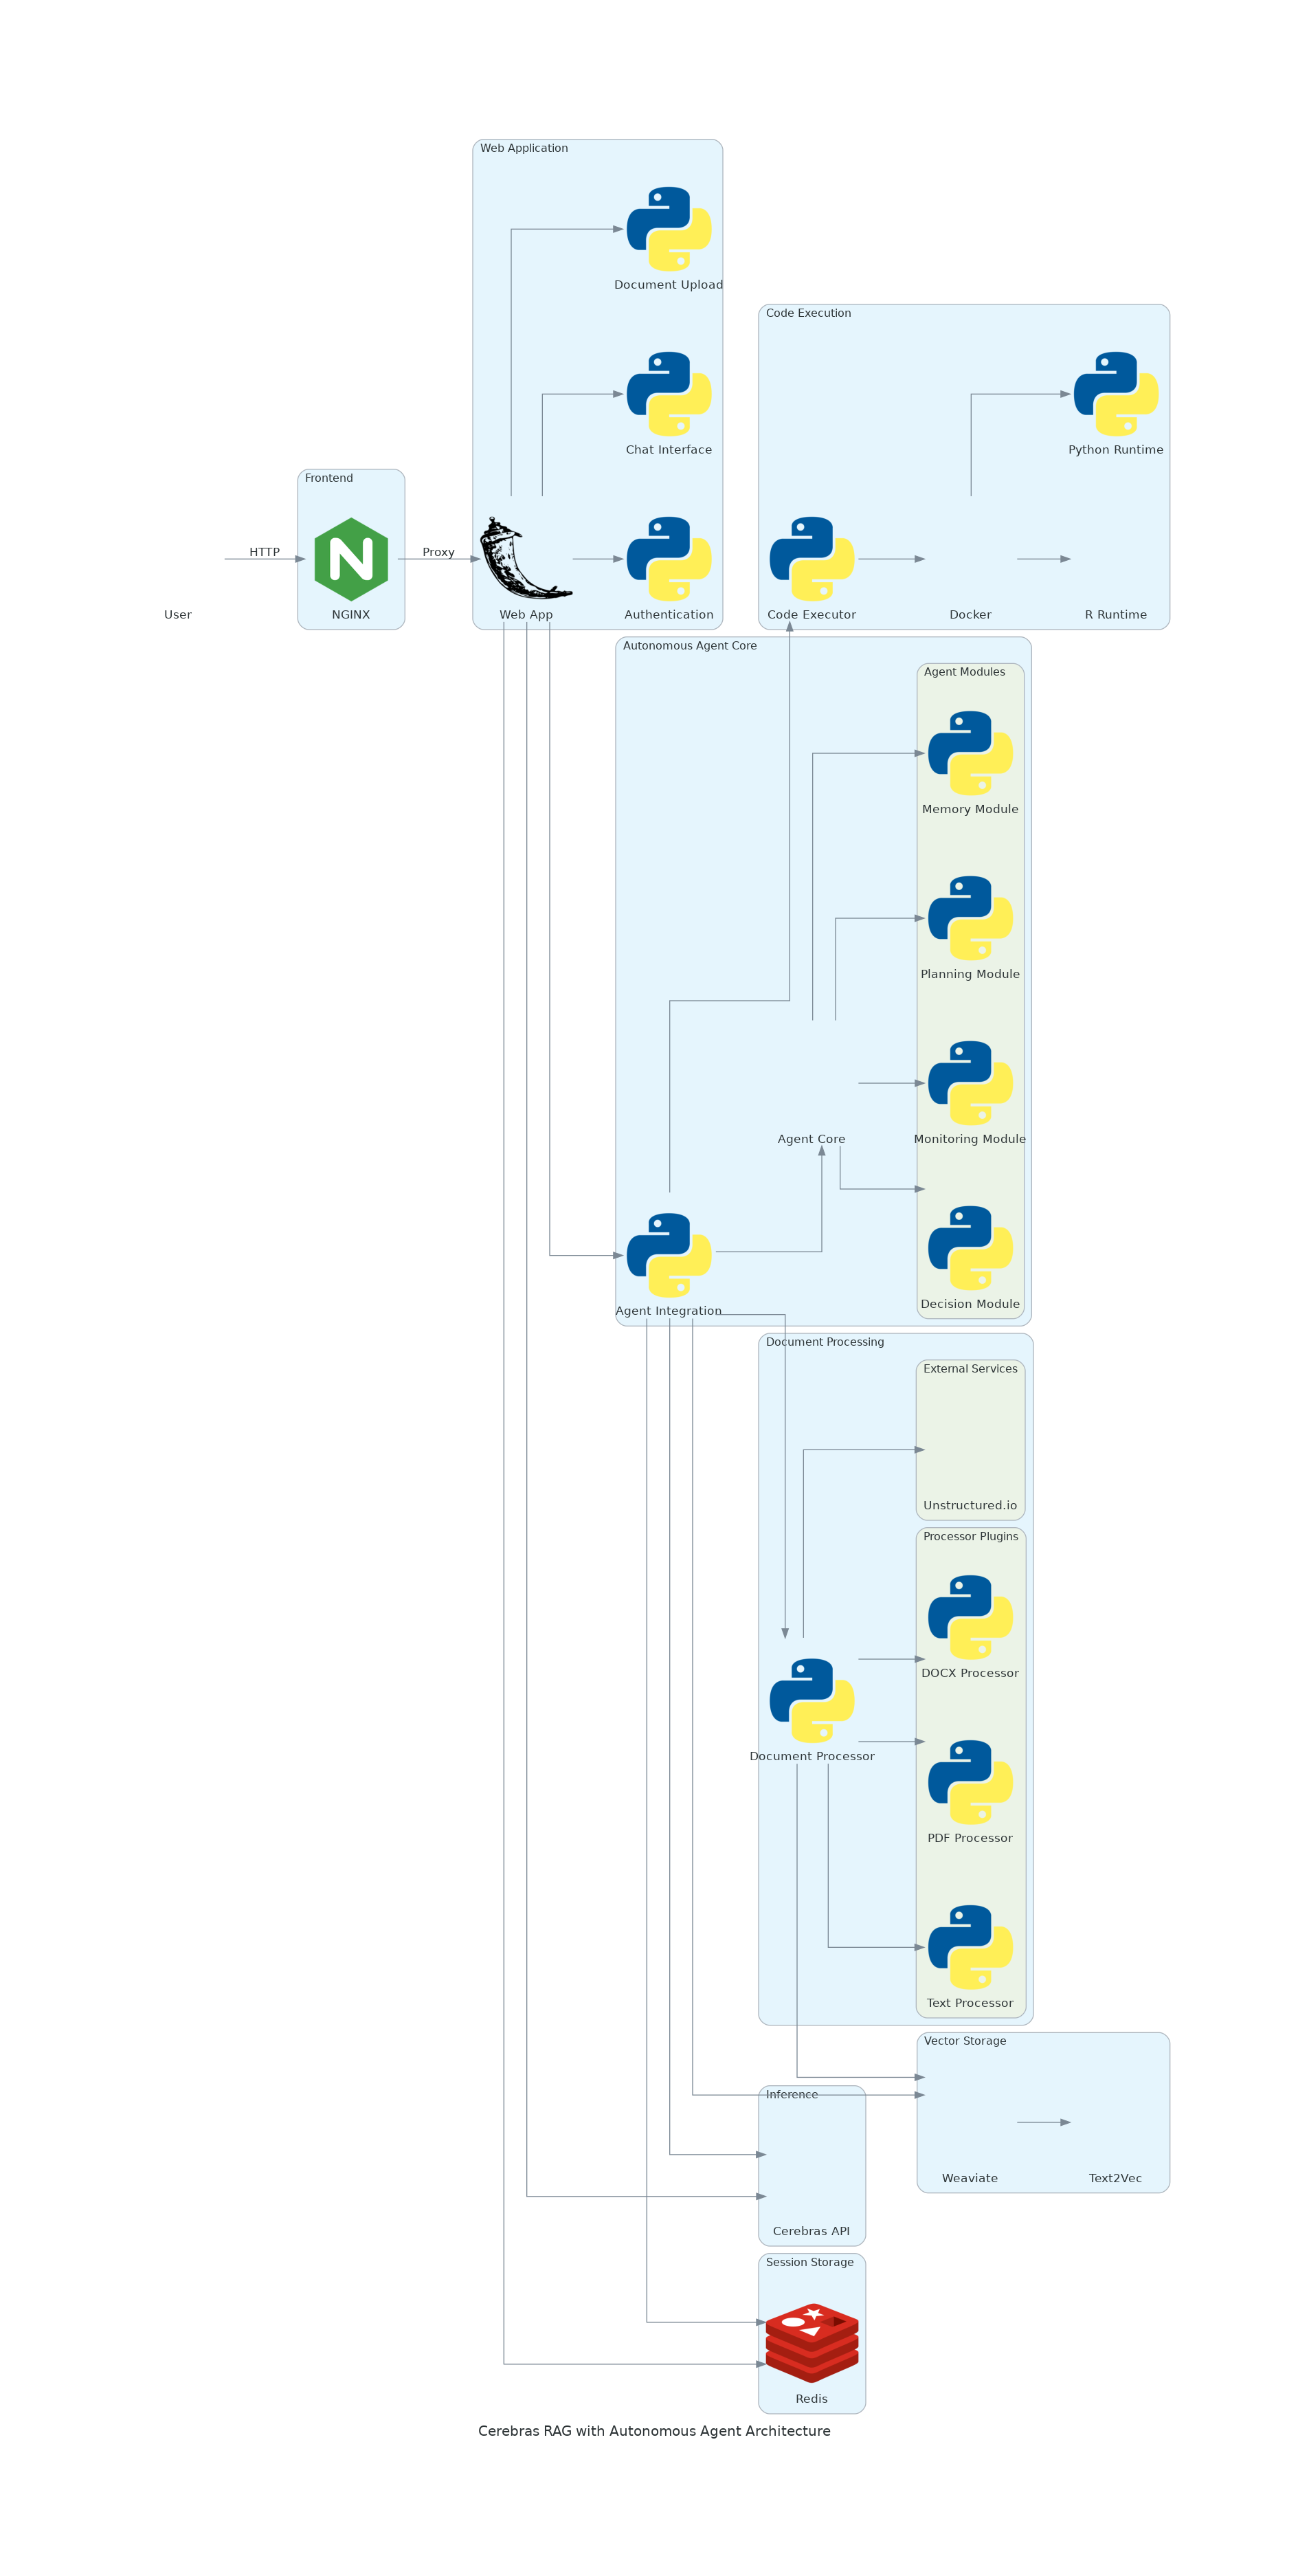 Web Application
Document Upload
Code Execution
Chat Interface
Python Runtime
Frontend
HTTP
Proxy
User
NGINX
Web App
Authentication
Code Executor
Docker
R Runtime
Autonomous Agent Core
Agent Modules
Memory Module
Planning Module
Agent Core
Monitoring Module
Agent Integration
Decision Module
Document Processing
External Services
Unstructured.io
Processor Plugins
DOCX Processor
Document Processor
PDF Processor
Text Processor
Vector Storage
Inference
Weaviate
Text2Vec
Cerebras API
Session Storage
Redis
Cerebras RAG with Autonomous Agent Architecture